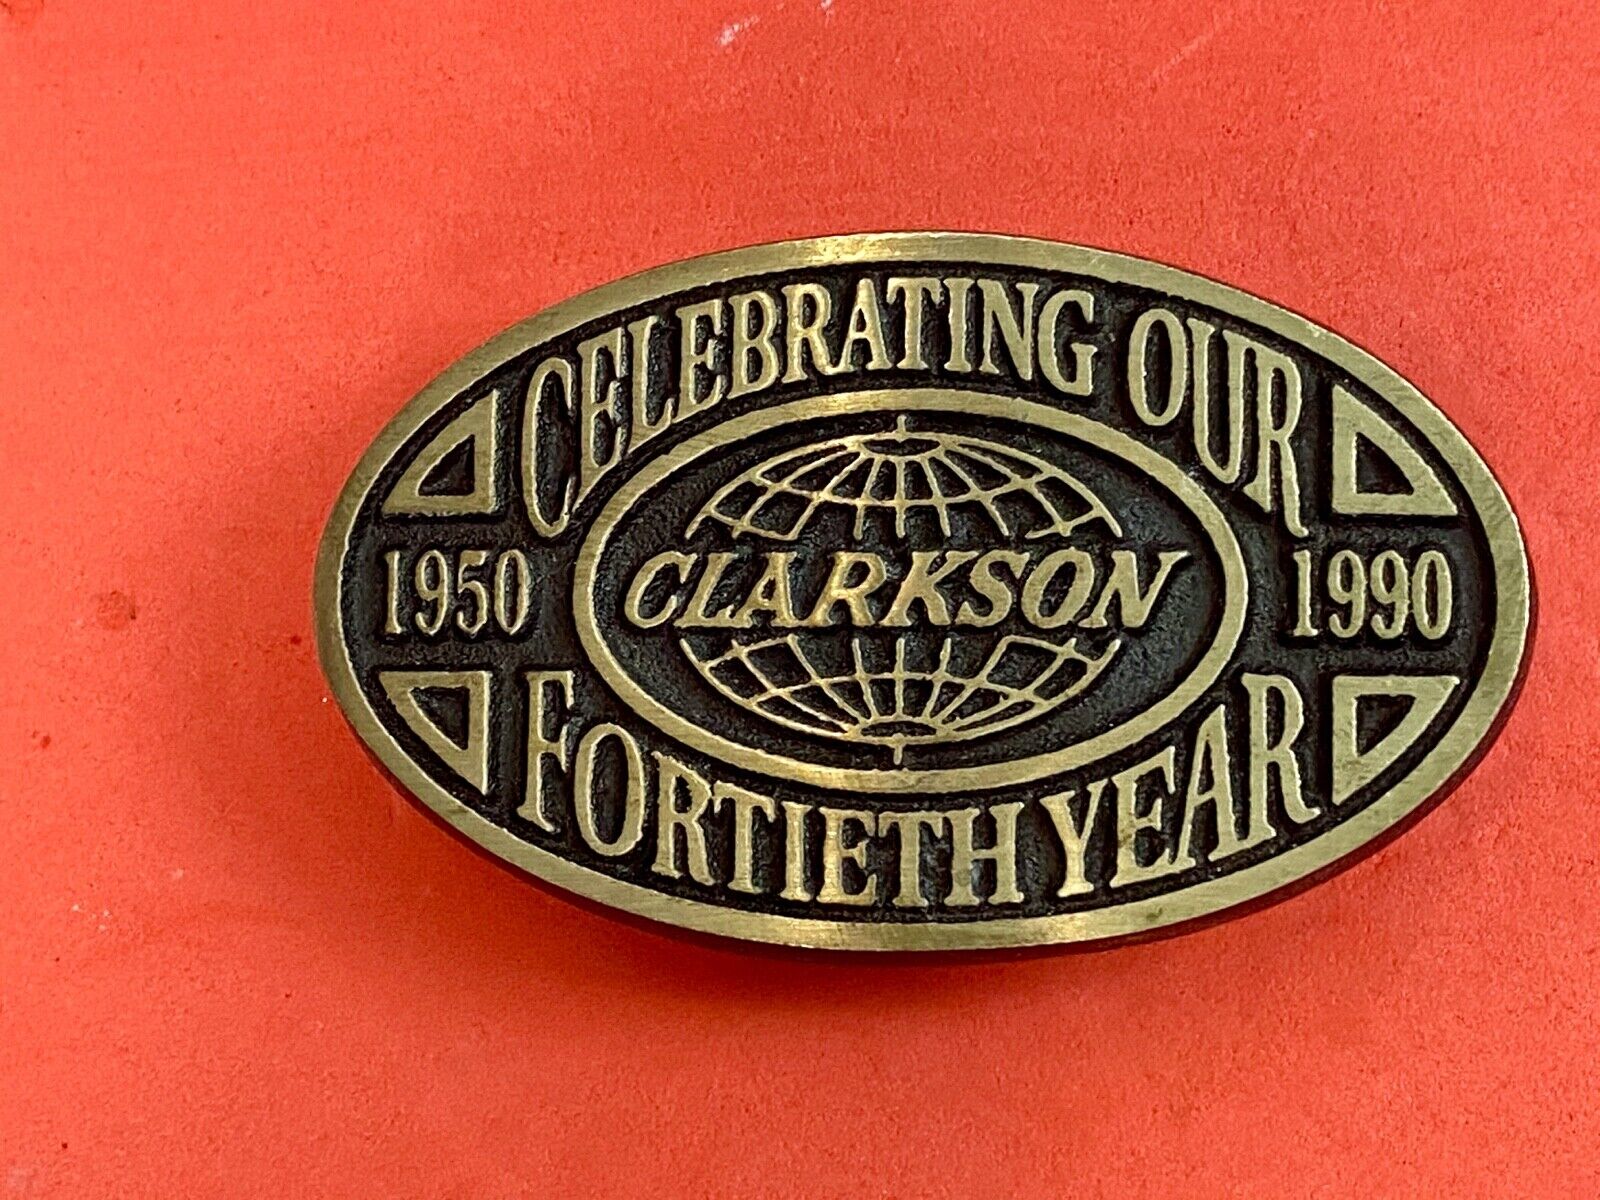 CELEBRATING OUR
1950
CLARKSON
1990
FORTIETH YEAR